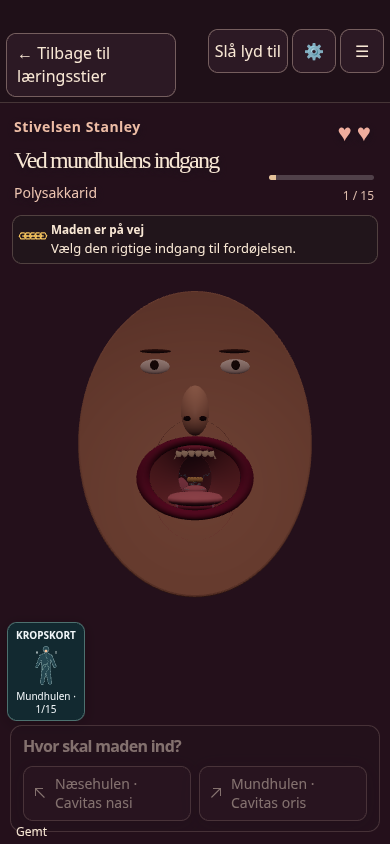 ← Tilbage til
læringsstier
Slå lyd til
Stivelsen Stanley
Ved mundhulens indgang
Polysakkarid
1 / 15
Maden er på vej
Vælg den rigtige indgang til fordøjelsen.
KROPSKORT
Mundhulen ·
1/15
Hvor skal maden ind?
Næsehulen ·
Cavitas nasi
Mundhulen ·
Cavitas oris
Gemt